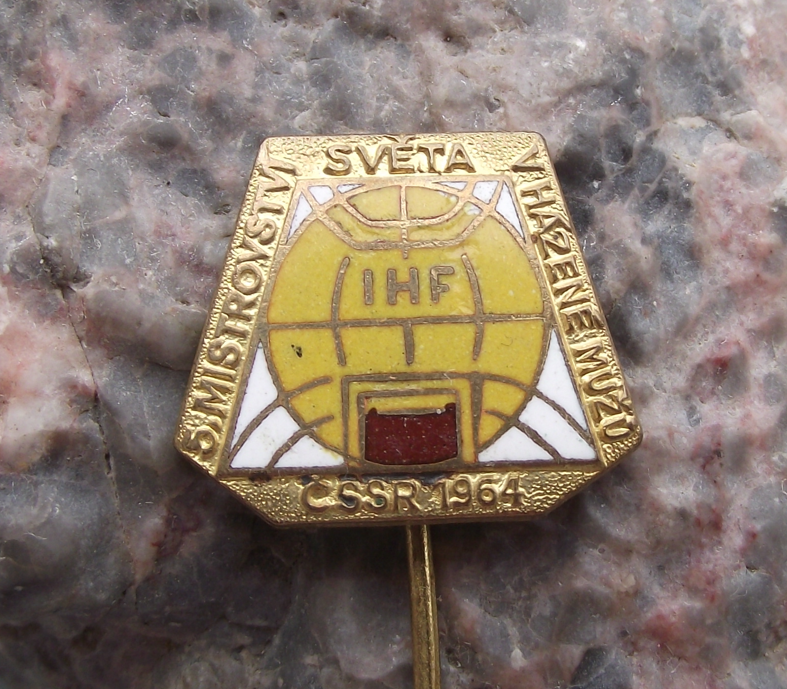 5. MISTROVSTVÍ
SVĚTA
V HÁZENÉ MUŽŮ
IHF
ČSSR 1964